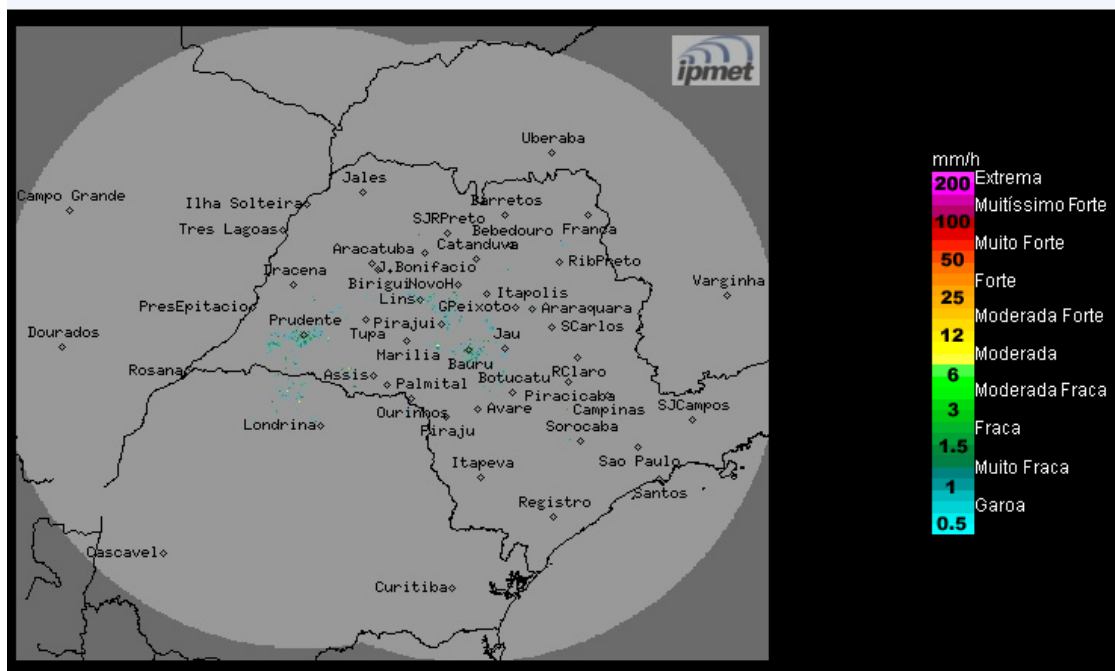 ipmet
Uberaba
Jales
Campo Grande
Ilha Solteira
Barretos
SJRPreto
Tres Lagoas
Bebedouro
Franca
Catanduva
Aracatuba
J.Bonifacio
RibPreto
Dracena
Varginha
Birigui
NovoH
Itapolis
Lins
PresEpitacio
GPeixoto
Araraquara
Prudente
Pirajui
SCarlos
Dourados
Tupa
Jau
Marilia
Bauru
Rosana
Assis
Botucatu
RClaro
Palmital
Piracicaba
SJCampos
Ourinhos
Avare
Campinas
Londrina
Piraju
Sorocaba
Itapeva
Sao Paulo
Santos
Registro
Cascavel
Curitiba
mm/h
200 Extrema
Muitíssimo Forte
100
Muito Forte
50
Forte
25
Moderada Forte
12
Moderada
6
Moderada Fraca
3
Fraca
1.5
Muito Fraca
1
Garoa
0.5